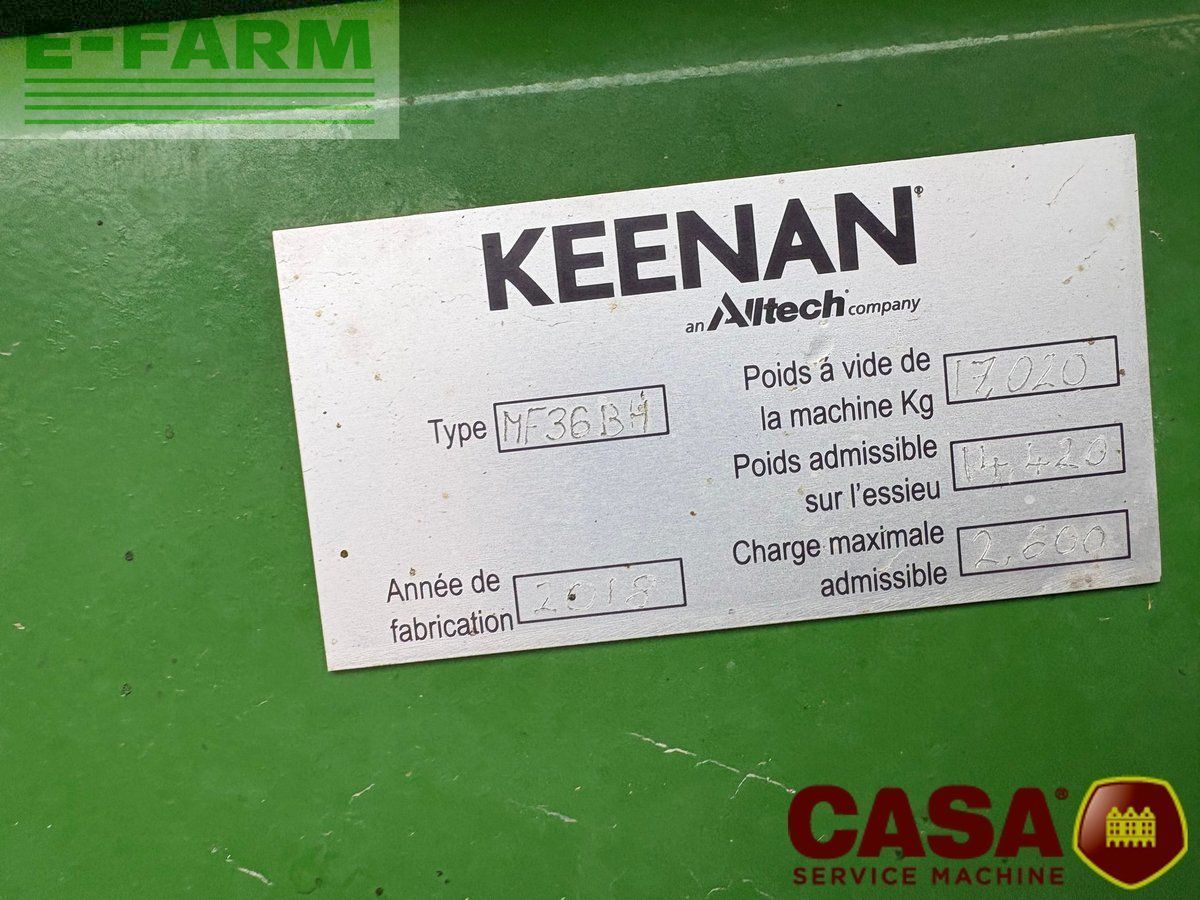 E-FARM
KEENAN®
an Alltech® company
Type MF36BH
Poids á vide de
la machine Kg 17,020
Poids admissible
sur l'essieu 14,420
Charge maximale
admissible 2,600
Année de
fabrication 2018
CASA®
SERVICE MACHINE